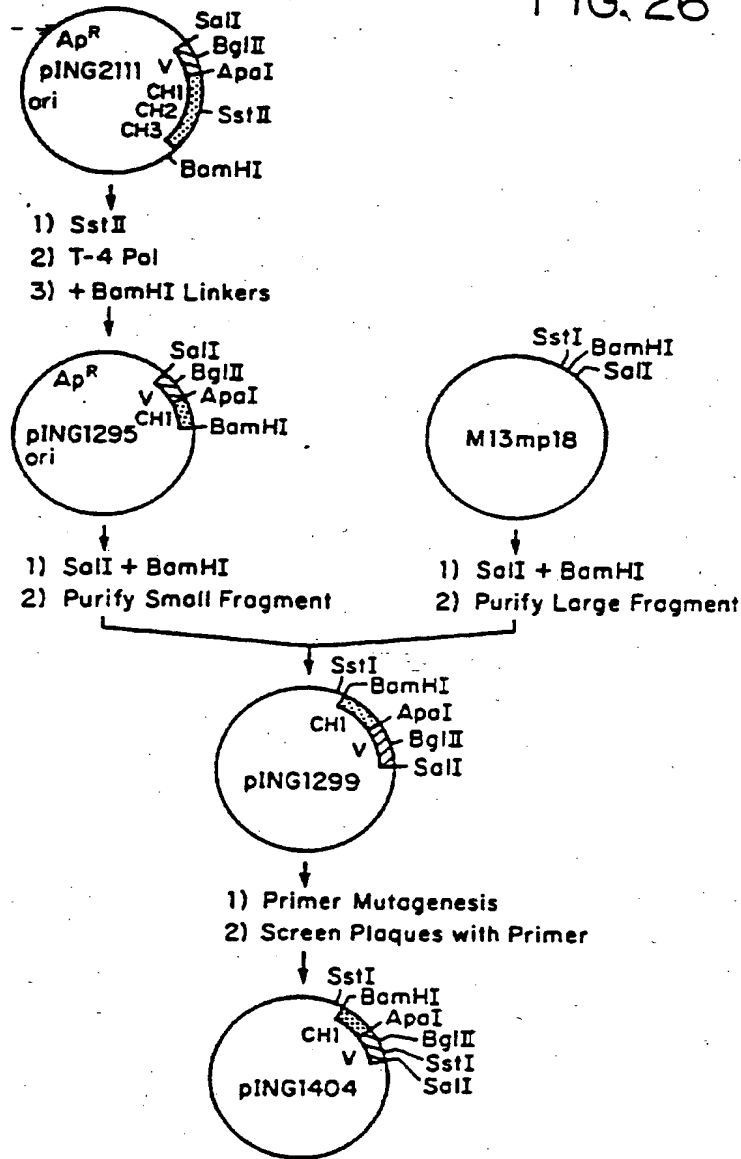 FIG. 26
SalI
Ap^R
BglII
pING2111
V
ApaI
ori
CH1
CH2
SstII
CH3
BamHI
1) SstII
2) T-4 Pol
3) + BamHI Linkers
SalI
Ap^R
BglII
V
ApaI
CH1
BamHI
pING1295
ori
SstI
BamHI
SalI
M13mp18
1) SalI + BamHI
2) Purify Small Fragment
1) SalI + BamHI
2) Purify Large Fragment
SstI
BamHI
CH1
ApaI
V
BglII
SalI
pING1299
1) Primer Mutagenesis
2) Screen Plaques with Primer
SstI
BamHI
ApaI
CH1
BglII
V
SstI
SalI
pING1404